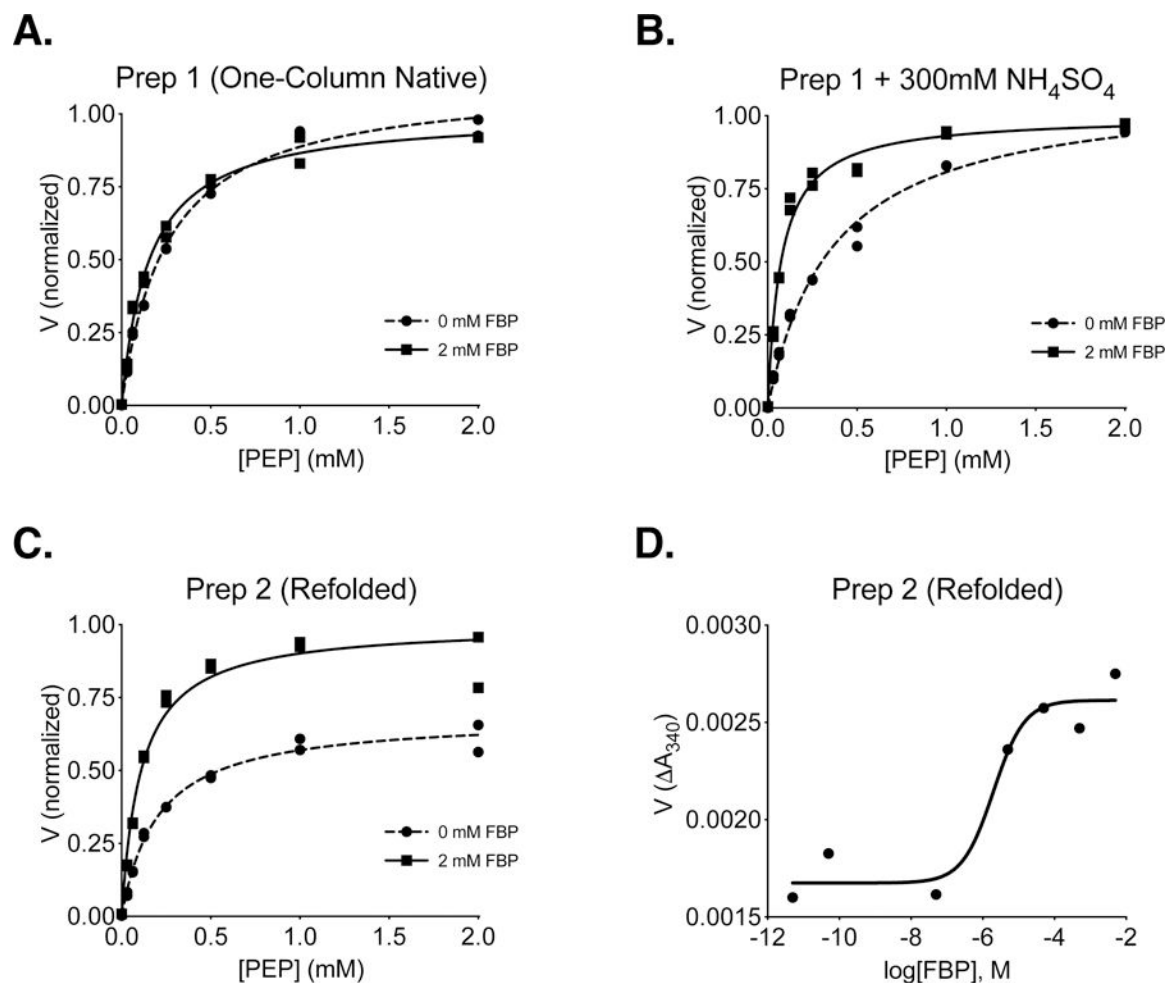 A.
Prep 1 (One-Column Native)
V (normalized)
1.00
0.75
0.50
0.25
0.00
0.0 0.5 1.0 1.5 2.0
[PEP] (mM)
0 mM FBP
2 mM FBP
B.
Prep 1 + 300mM NH₄SO₄
V (normalized)
1.00
0.75
0.50
0.25
0.00
0.0 0.5 1.0 1.5 2.0
[PEP] (mM)
0 mM FBP
2 mM FBP
C.
Prep 2 (Refolded)
V (normalized)
1.00
0.75
0.50
0.25
0.00
0.0 0.5 1.0 1.5 2.0
[PEP] (mM)
0 mM FBP
2 mM FBP
D.
Prep 2 (Refolded)
V (ΔA₃₄₀)
0.0030
0.0025
0.0020
0.0015
-12 -10 -8 -6 -4 -2
log[FBP], M